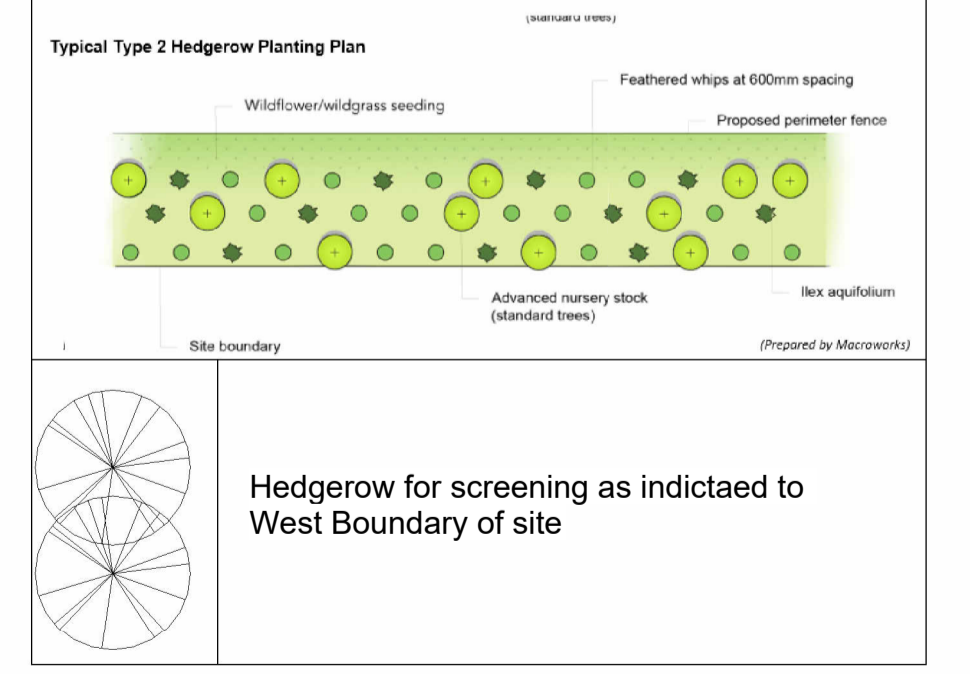 (standard trees)
Typical Type 2 Hedgerow Planting Plan
Feathered whips at 600mm spacing
Wildflower/wildgrass seeding
Proposed perimeter fence
Ilex aquifolium
Advanced nursery stock
(standard trees)
Site boundary
(Prepared by Macroworks)
Hedgerow for screening as indictaed to
West Boundary of site